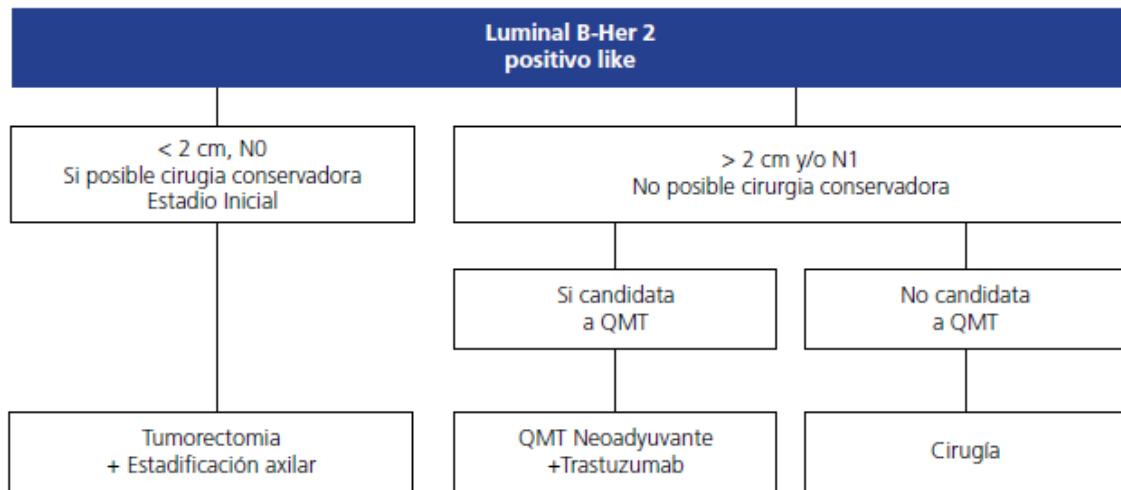 Luminal B-Her 2
positivo like
< 2 cm, N0
Si posible cirugia conservadora
Estadio Inicial
> 2 cm y/o N1
No posible cirurgia conservadora
Si candidata
a QMT
No candidata
a QMT
Tumorectomia
+ Estadificación axilar
QMT Neoadyuvante
+Trastuzumab
Cirugía